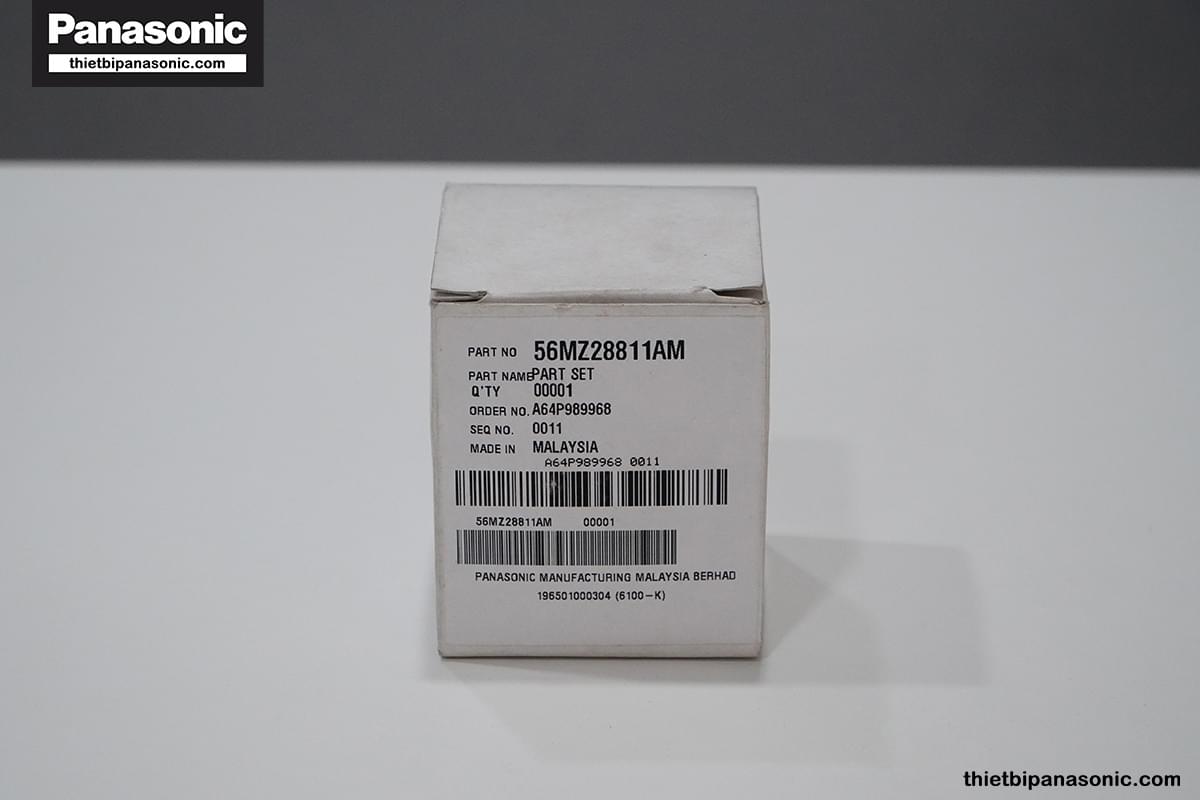 Panasonic
thietbipanasonic.com
PART NO 56MZ28811AM
PART NAME PART SET
Q'TY 00001
ORDER NO. A64P989968
SEQ NO. 0011
MADE IN MALAYSIA
A64P989968 0011
56MZ28811AM 00001
PANASONIC MANUFACTURING MALAYSIA BERHAD
196501000304 (6100-K)
thietbipanasonic.com